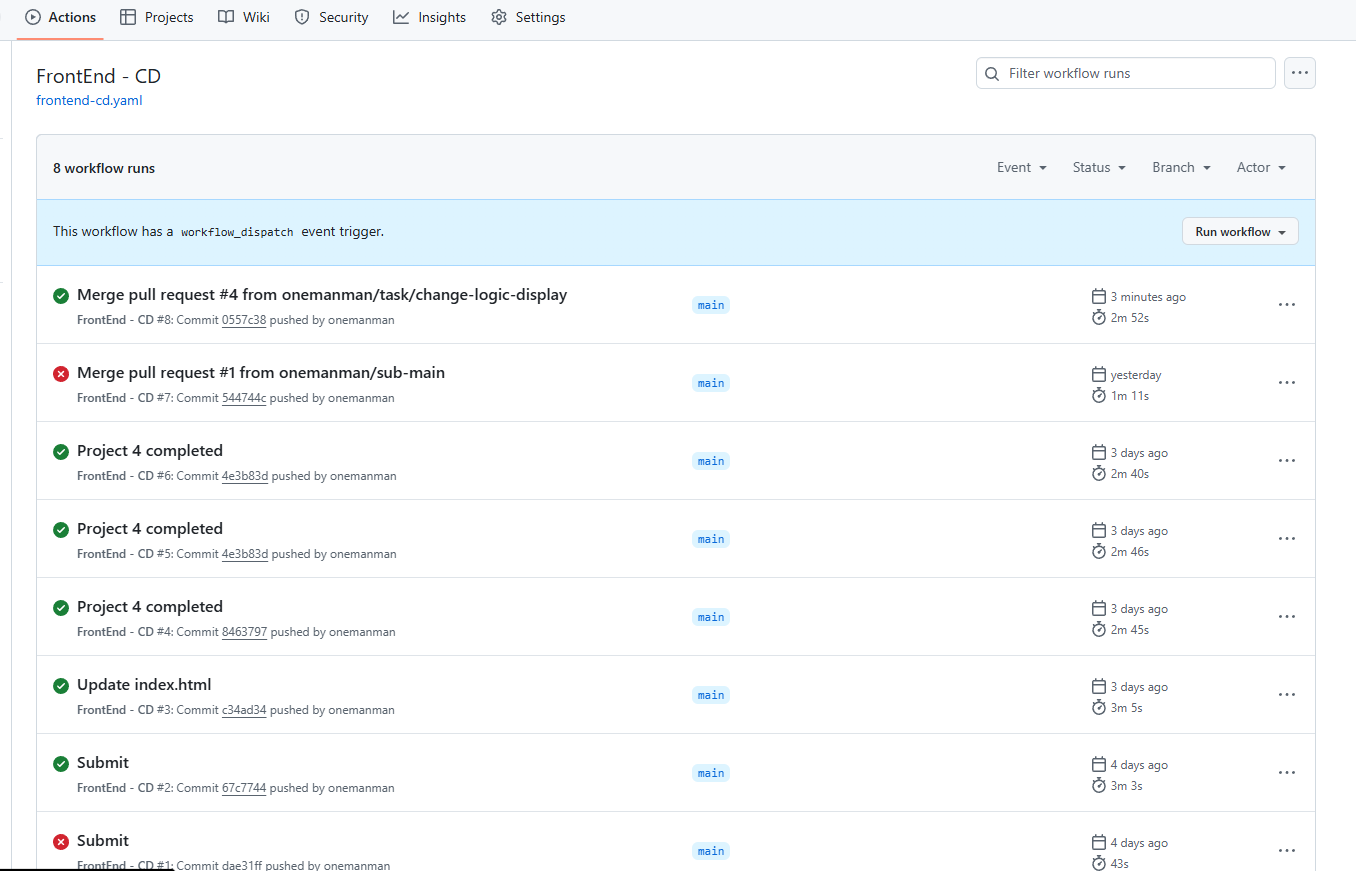 Actions Projects Wiki Security Insights Settings
FrontEnd - CD
Filter workflow runs
frontend-cd.yaml
8 workflow runs
Event Status Branch Actor
This workflow has a workflow_dispatch event trigger.
Run workflow
Merge pull request #4 from onemanman/task/change-logic-display
FrontEnd - CD #8: Commit 0557c38 pushed by onemanman
main
3 minutes ago
2m 52s
Merge pull request #1 from onemanman/sub-main
FrontEnd - CD #7: Commit 544744c pushed by onemanman
main
yesterday
1m 11s
Project 4 completed
FrontEnd - CD #6: Commit 4e3b83d pushed by onemanman
main
3 days ago
2m 40s
Project 4 completed
FrontEnd - CD #5: Commit 4e3b83d pushed by onemanman
main
3 days ago
2m 46s
Project 4 completed
FrontEnd - CD #4: Commit 8463797 pushed by onemanman
main
3 days ago
2m 45s
Update index.html
FrontEnd - CD #3: Commit c34ad34 pushed by onemanman
main
3 days ago
3m 5s
Submit
FrontEnd - CD #2: Commit 67c7744 pushed by onemanman
main
4 days ago
3m 3s
Submit
FrontEnd - CD #1: Commit dae31ff pushed by onemanman
main
4 days ago
43s